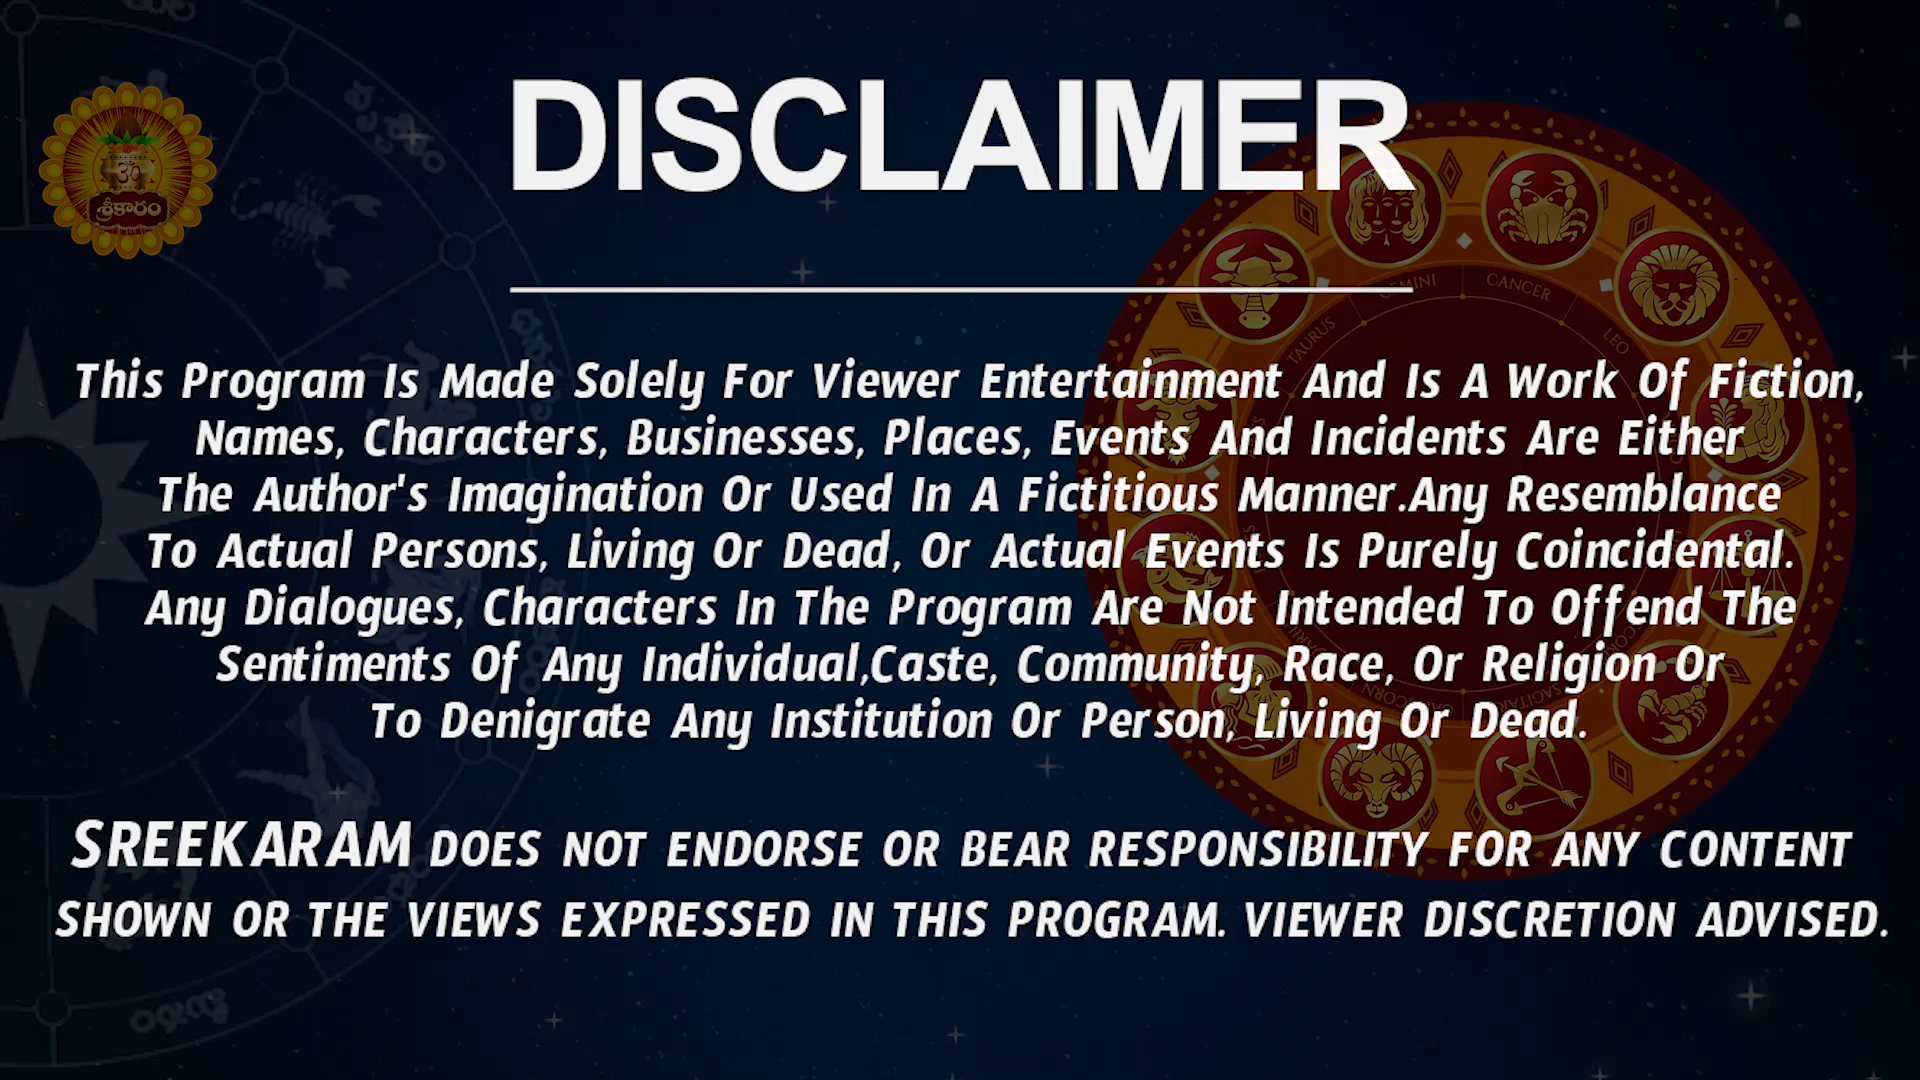 DISCLAIMER
ఓం
శ్రీకారం
GEMINI
CANCER
TAURUS
LEO
This Program Is Made Solely For Viewer Entertainment And Is A Work Of Fiction,
Names, Characters, Businesses, Places, Events And Incidents Are Either
The Author's Imagination Or Used In A Fictitious Manner.Any Resemblance
To Actual Persons, Living Or Dead, Or Actual Events Is Purely Coincidental.
Any Dialogues, Characters In The Program Are Not Intended To Offend The
Sentiments Of Any Individual,Caste, Community, Race, Or Religion Or
To Denigrate Any Institution Or Person, Living Or Dead.
SREEKARAM DOES NOT ENDORSE OR BEAR RESPONSIBILITY FOR ANY CONTENT
SHOWN OR THE VIEWS EXPRESSED IN THIS PROGRAM. VIEWER DISCRETION ADVISED.